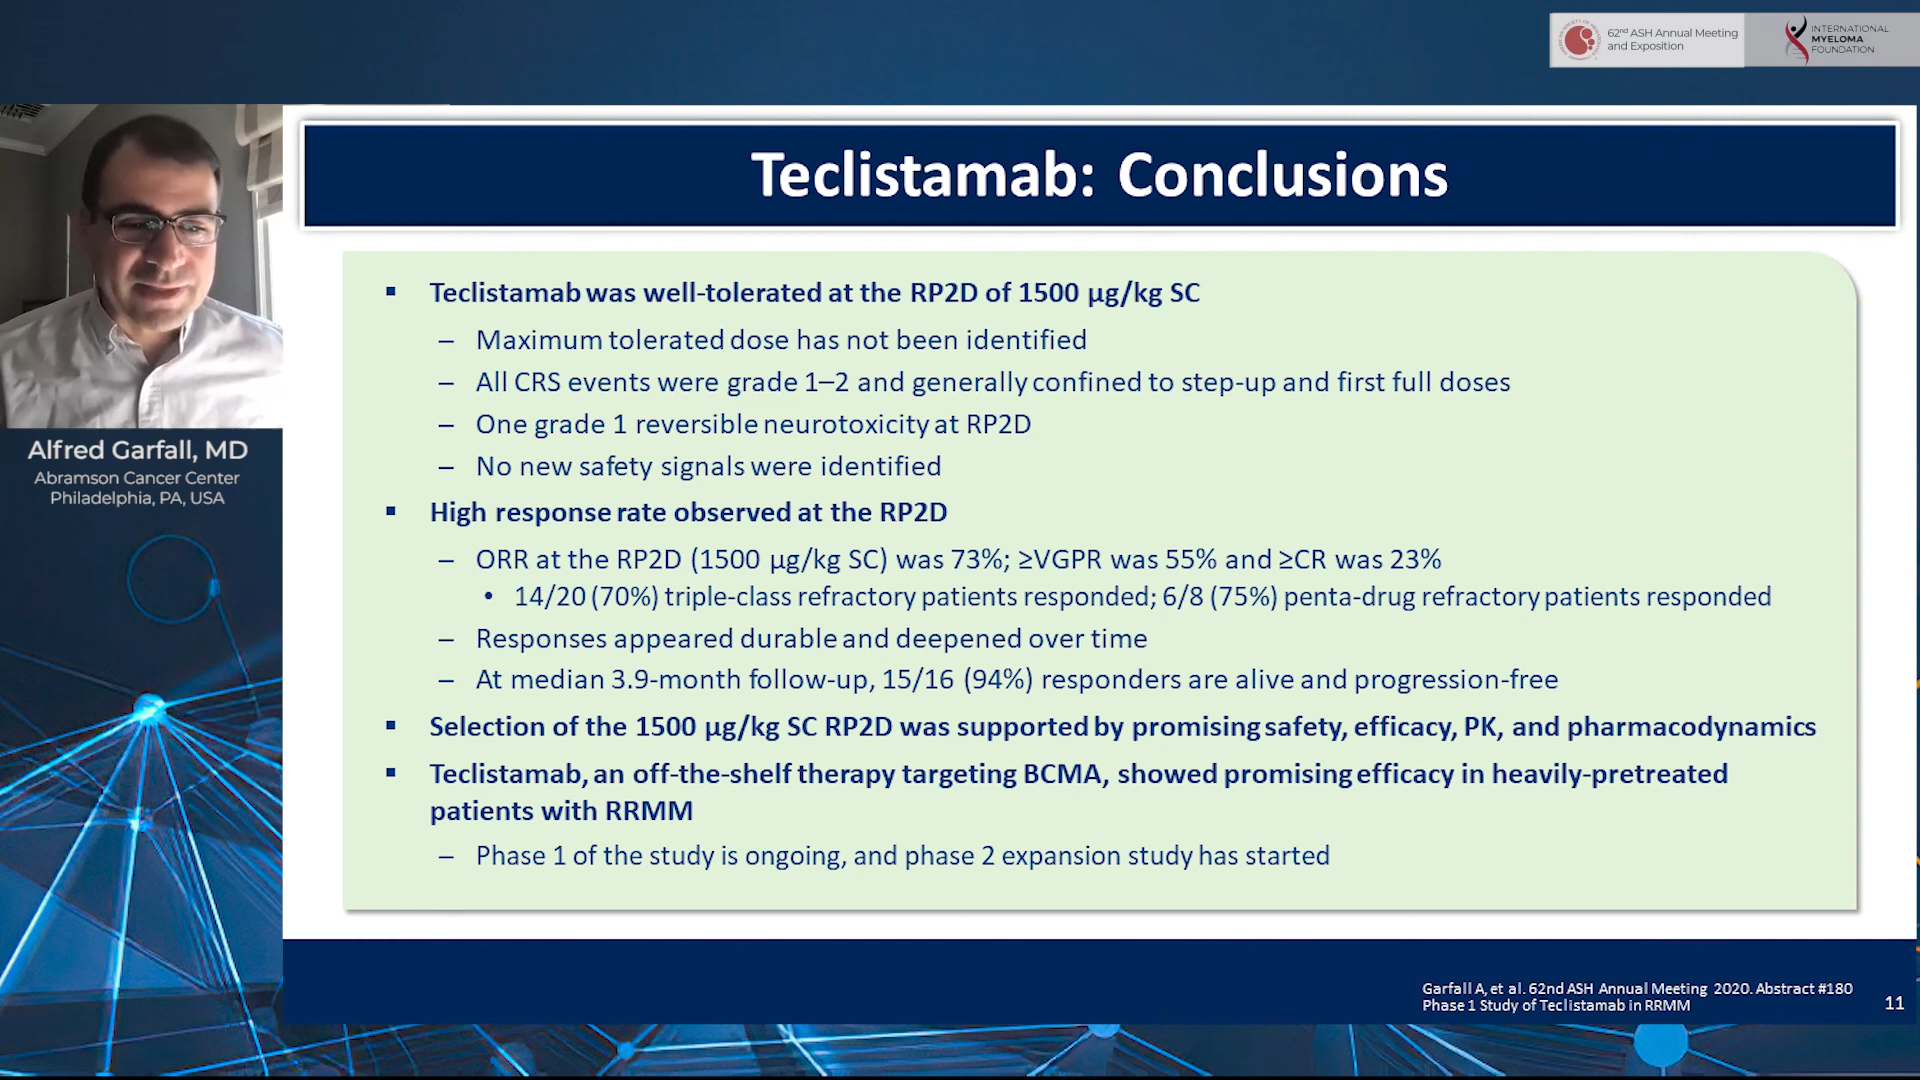 62nd ASH Annual Meeting
and Exposition
INTERNATIONAL
MYELOMA
FOUNDATION
Teclistamab: Conclusions
▪ Teclistamab was well-tolerated at the RP2D of 1500 µg/kg SC
– Maximum tolerated dose has not been identified
– All CRS events were grade 1–2 and generally confined to step-up and first full doses
– One grade 1 reversible neurotoxicity at RP2D
– No new safety signals were identified
▪ High response rate observed at the RP2D
– ORR at the RP2D (1500 µg/kg SC) was 73%; ≥VGPR was 55% and ≥CR was 23%
• 14/20 (70%) triple-class refractory patients responded; 6/8 (75%) penta-drug refractory patients responded
– Responses appeared durable and deepened over time
– At median 3.9-month follow-up, 15/16 (94%) responders are alive and progression-free
▪ Selection of the 1500 µg/kg SC RP2D was supported by promising safety, efficacy, PK, and pharmacodynamics
▪ Teclistamab, an off-the-shelf therapy targeting BCMA, showed promising efficacy in heavily-pretreated
patients with RRMM
– Phase 1 of the study is ongoing, and phase 2 expansion study has started
Alfred Garfall, MD
Abramson Cancer Center
Philadelphia, PA, USA
Garfall A, et al. 62nd ASH Annual Meeting 2020. Abstract #180
Phase 1 Study of Teclistamab in RRMM
11